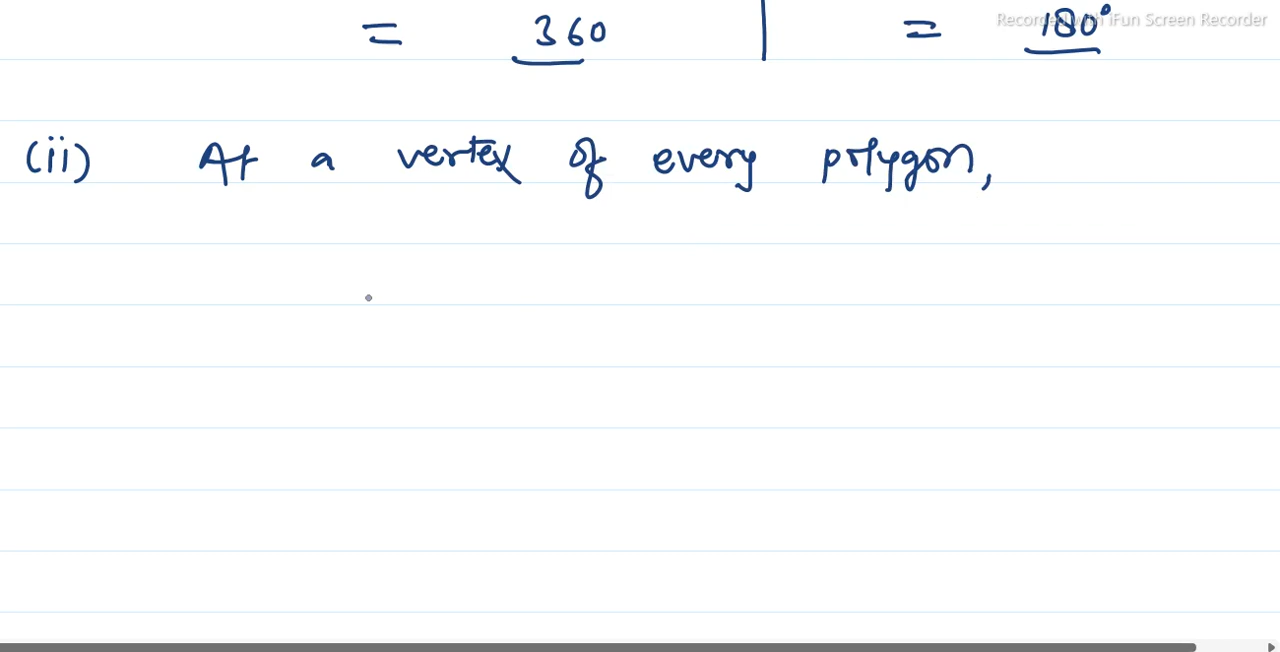 = 360 = 180°
Recorded with iFun Screen Recorder
(ii) At a vertex of every polygon,